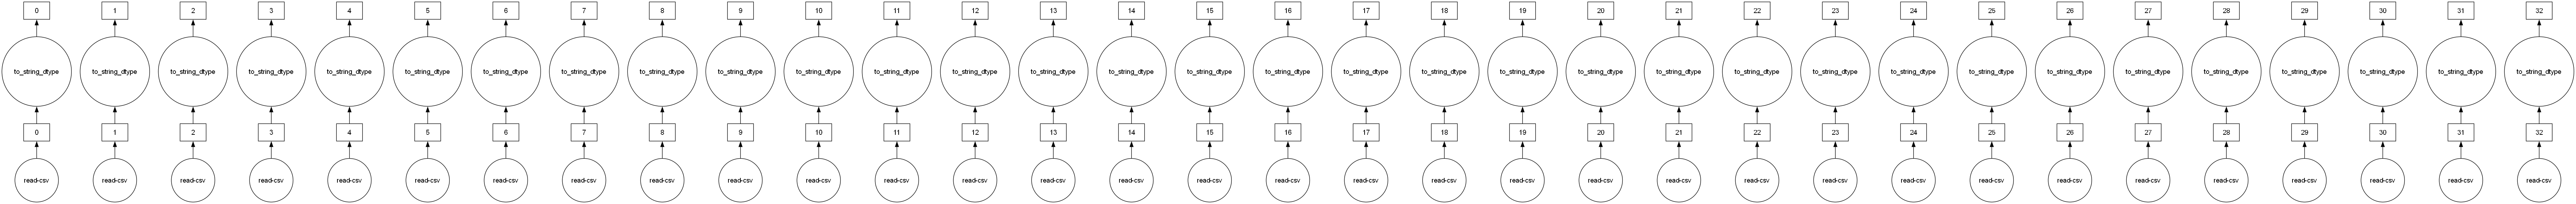 0 1 2 3 4 5 6 7 8 9 10 11 12 13 14 15 16 17 18 19 20 21 22 23 24 25 26 27 28 29 30 31 32
to_string_dtype to_string_dtype to_string_dtype to_string_dtype to_string_dtype to_string_dtype to_string_dtype to_string_dtype to_string_dtype to_string_dtype to_string_dtype to_string_dtype to_string_dtype to_string_dtype to_string_dtype to_string_dtype to_string_dtype to_string_dtype to_string_dtype to_string_dtype to_string_dtype to_string_dtype to_string_dtype to_string_dtype to_string_dtype to_string_dtype to_string_dtype to_string_dtype to_string_dtype to_string_dtype to_string_dtype to_string_dtype to_string_dtype
0 1 2 3 4 5 6 7 8 9 10 11 12 13 14 15 16 17 18 19 20 21 22 23 24 25 26 27 28 29 30 31 32
read-csv read-csv read-csv read-csv read-csv read-csv read-csv read-csv read-csv read-csv read-csv read-csv read-csv read-csv read-csv read-csv read-csv read-csv read-csv read-csv read-csv read-csv read-csv read-csv read-csv read-csv read-csv read-csv read-csv read-csv read-csv read-csv read-csv